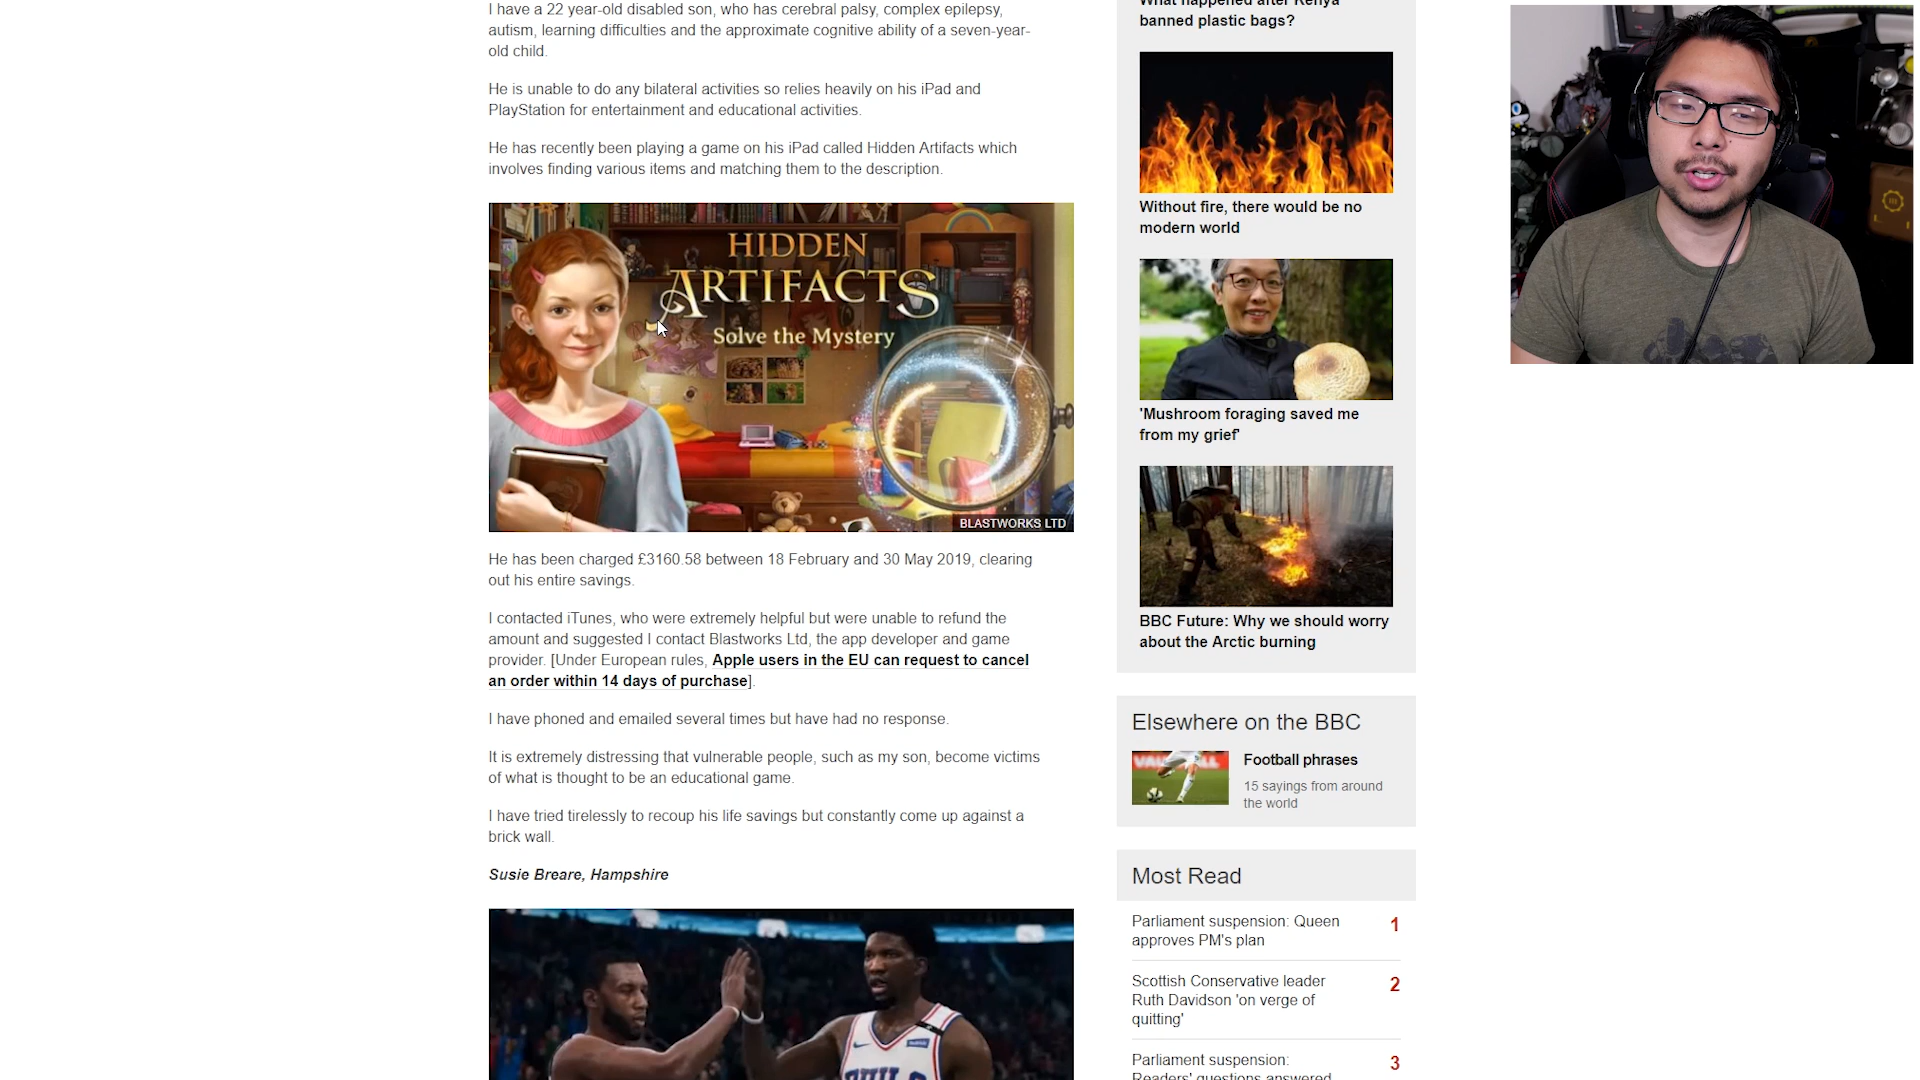 I have a 22 year-old disabled son, who has cerebral palsy, complex epilepsy,
autism, learning difficulties and the approximate cognitive ability of a seven-year-
old child.
He is unable to do any bilateral activities so relies heavily on his iPad and
PlayStation for entertainment and educational activities.
He has recently been playing a game on his iPad called Hidden Artifacts which
involves finding various items and matching them to the description.
HIDDEN
ARTIFACTS
Solve the Mystery
BLASTWORKS LTD
He has been charged £3160.58 between 18 February and 30 May 2019, clearing
out his entire savings.
I contacted iTunes, who were extremely helpful but were unable to refund the
amount and suggested I contact Blastworks Ltd, the app developer and game
provider. [Under European rules, Apple users in the EU can request to cancel
an order within 14 days of purchase].
I have phoned and emailed several times but have had no response.
It is extremely distressing that vulnerable people, such as my son, become victims
of what is thought to be an educational game.
I have tried tirelessly to recoup his life savings but constantly come up against a
brick wall.
Susie Breare, Hampshire
What happened after Kenya
banned plastic bags?
Without fire, there would be no
modern world
'Mushroom foraging saved me
from my grief'
BBC Future: Why we should worry
about the Arctic burning
Elsewhere on the BBC
Football phrases
15 sayings from around
the world
Most Read
Parliament suspension: Queen
approves PM's plan
1
Scottish Conservative leader
Ruth Davidson 'on verge of
quitting'
2
Parliament suspension:
Readers' questions answered
3